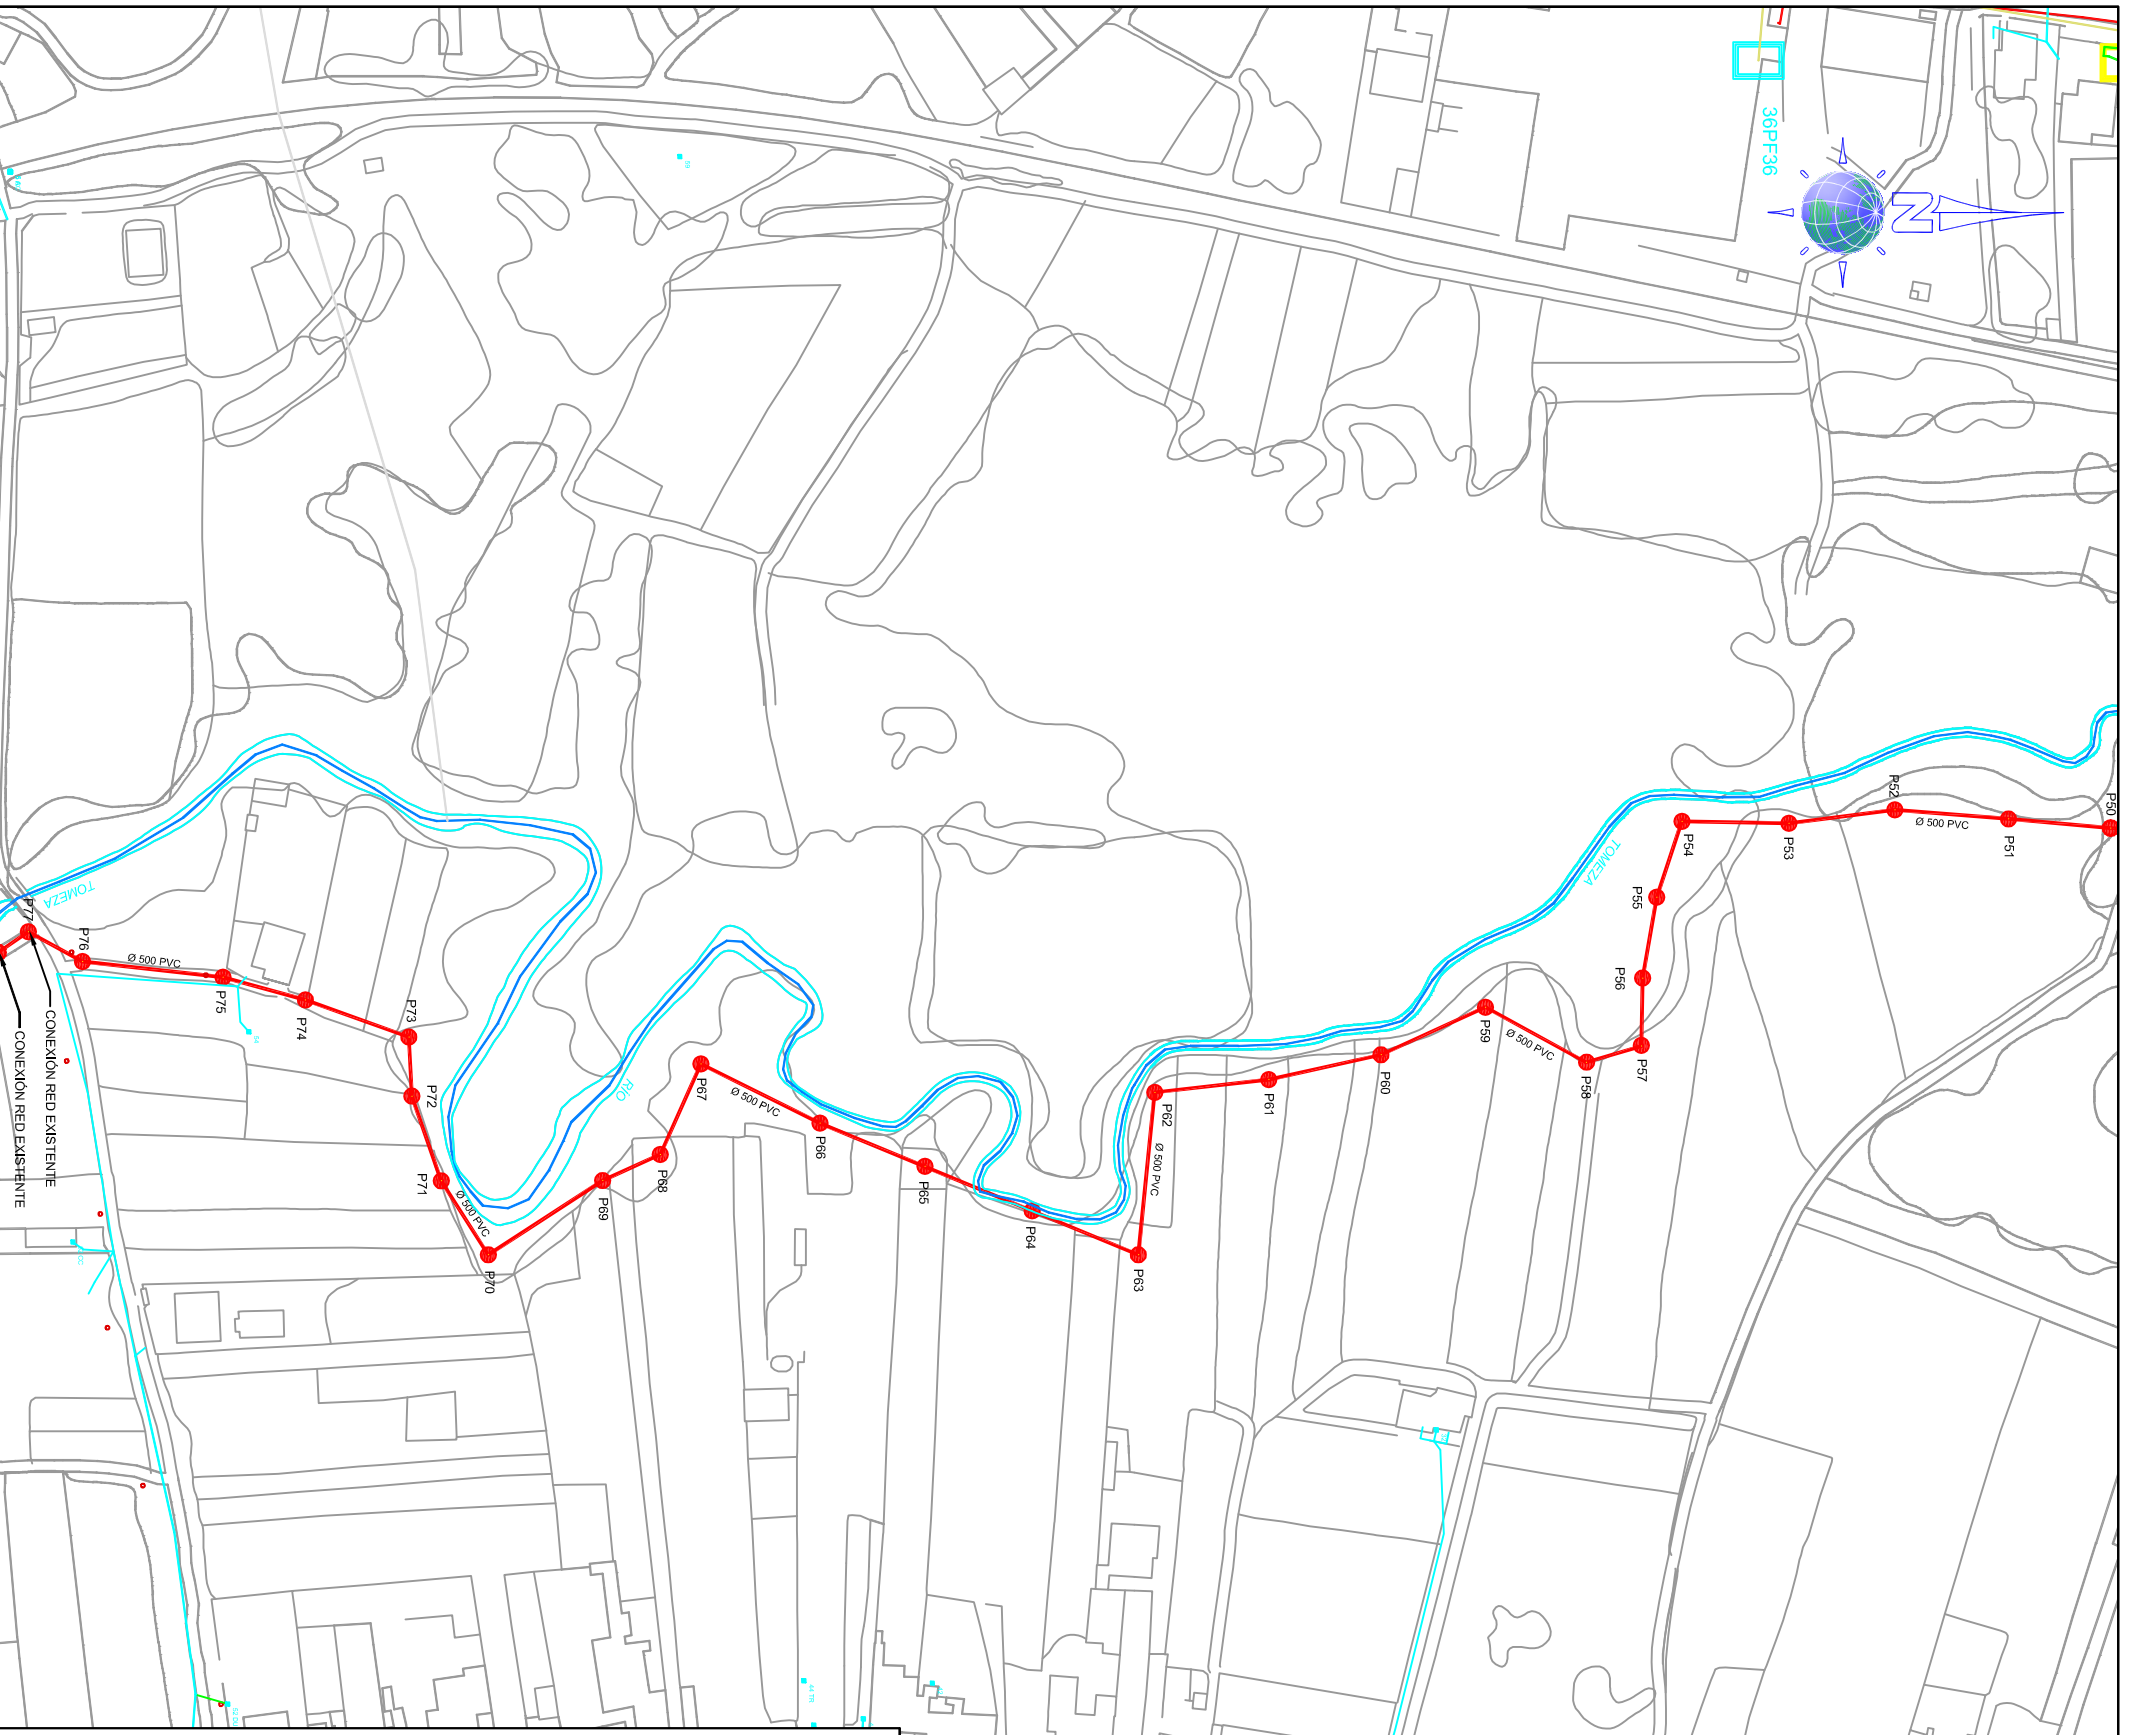 36PF36
N
P50
P51
Ø 500 PVC
P52
P53
P54
P55
P56
P57
P58
Ø 500 PVC
P59
P60
P61
P62
Ø 500 PVC
P63
P64
P65
P66
Ø 500 PVC
P67
P68
P69
P70
Ø 500 PVC
P71
P72
P73
P74
P75
Ø 500 PVC
P76
P77
TOMEZA
RÍO
TOMEZA
CONEXIÓN RED EXISTENTE
CONEXIÓN RED EXISTENTE